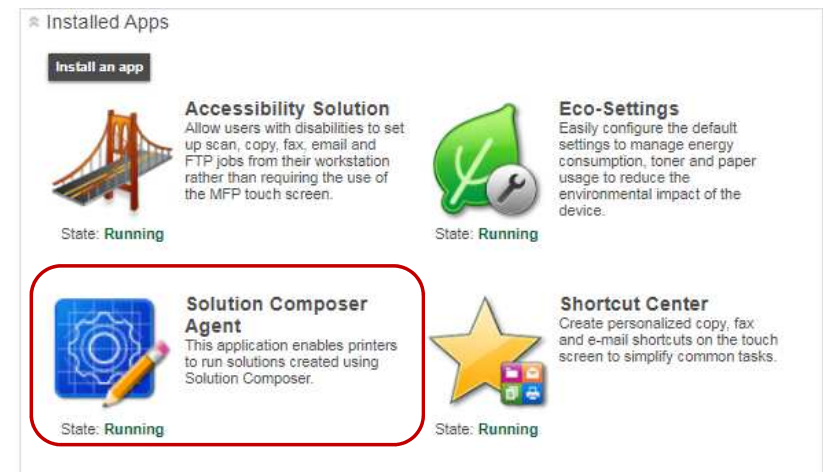 Installed Apps
Install an app
Accessibility Solution
Allow users with disabilities to set
up scan, copy, fax, email and
FTP jobs from their workstation
rather than requiring the use of
the MFP touch screen.
State: Running
Eco-Settings
Easily configure the default
settings to manage energy
consumption, toner and paper
usage to reduce the
environmental impact of the
device.
State: Running
Solution Composer
Agent
This application enables printers
to run solutions created using
Solution Composer.
State: Running
Shortcut Center
Create personalized copy, fax
and e-mail shortcuts on the touch
screen to simplify common tasks.
State: Running